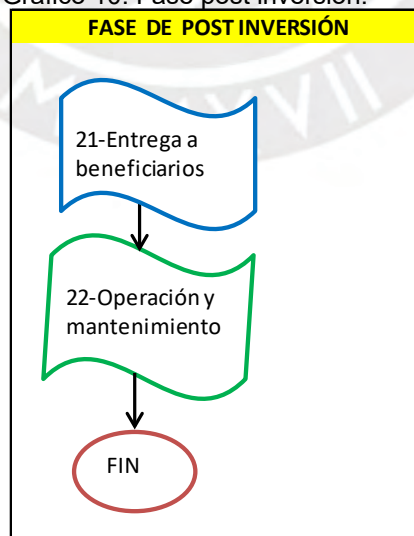 Gráfico 10. Fase post inversión.
FASE DE POST INVERSIÓN
21-Entrega a
beneficiarios
22-Operación y
mantenimiento
FIN